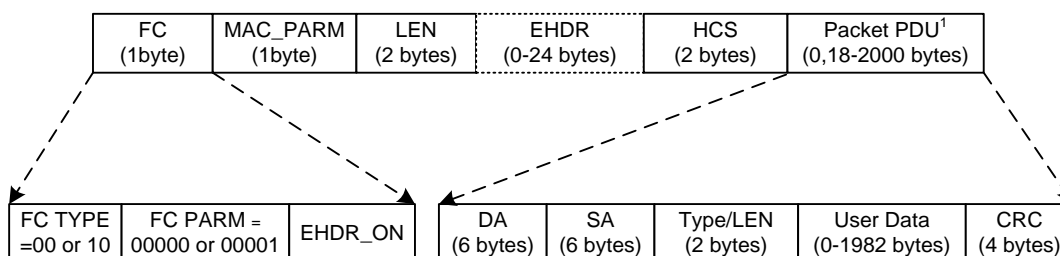 FC
(1byte)
MAC_PARM
(1byte)
LEN
(2 bytes)
EHDR
(0-24 bytes)
HCS
(2 bytes)
Packet PDU¹
(0,18-2000 bytes)
FC TYPE
=00 or 10
FC PARM =
00000 or 00001
EHDR_ON
DA
(6 bytes)
SA
(6 bytes)
Type/LEN
(2 bytes)
User Data
(0-1982 bytes)
CRC
(4 bytes)